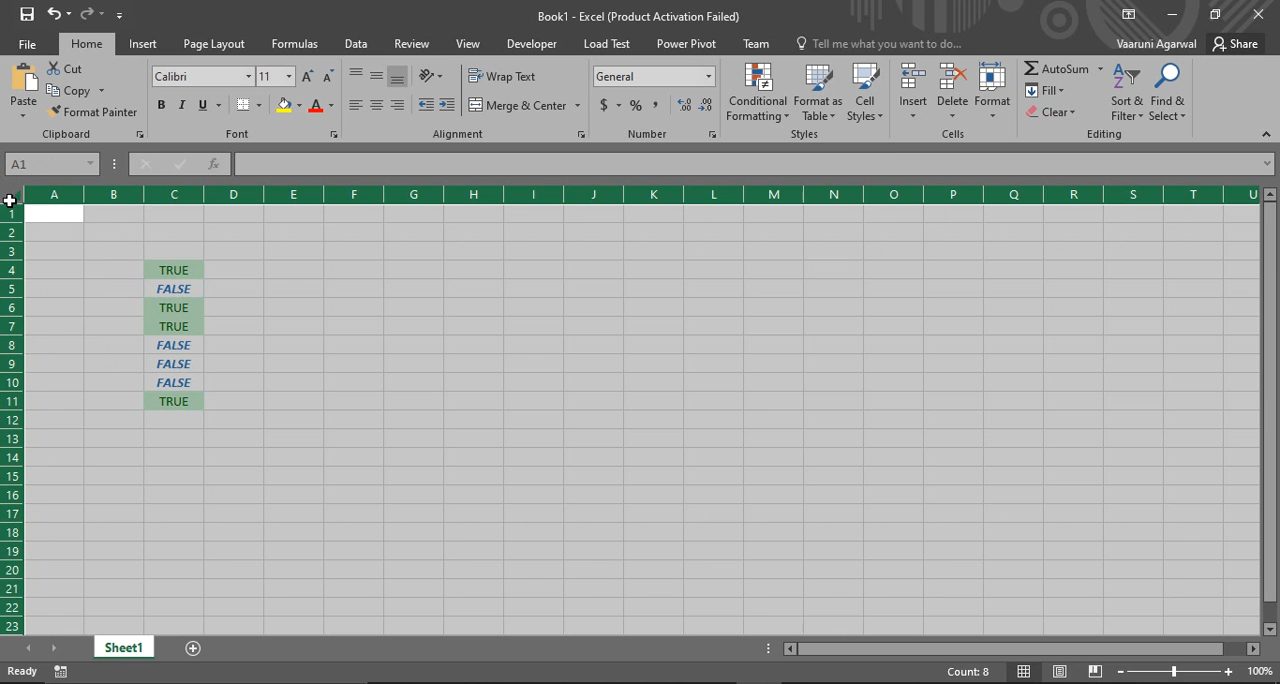 Book1 - Excel (Product Activation Failed)
File Home Insert Page Layout Formulas Data Review View Developer Load Test Power Pivot Team Tell me what you want to do... Vaaruni Agarwal Share
Cut Calibri 11 Wrap Text General AutoSum
Copy Fill
Paste Format Painter B I U A Merge & Center $ % , Conditional Formatting Format as Table Cell Styles Insert Delete Format Clear Sort & Filter Find & Select
Clipboard Font Alignment Number Styles Cells Editing
A1 fx
A B C D E F G H I J K L M N O P Q R S T U
1
2
3
4 TRUE
5 FALSE
6 TRUE
7 TRUE
8 FALSE
9 FALSE
10 FALSE
11 TRUE
12
13
14
15
16
17
18
19
20
21
22
23
Sheet1
Ready Count: 8 100%